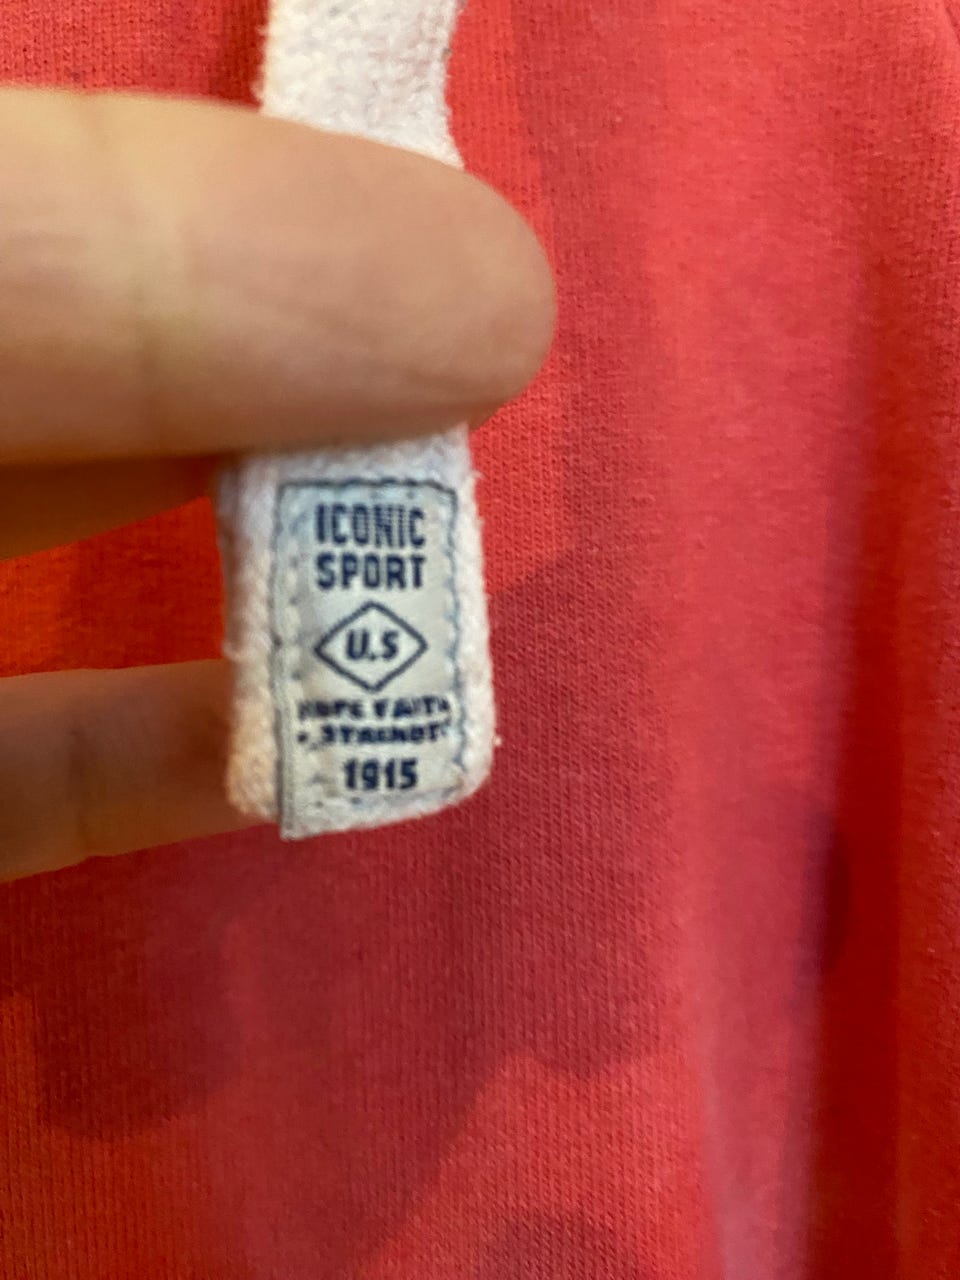 ICONIC
SPORT
U.S
HOPE FAITH
1915